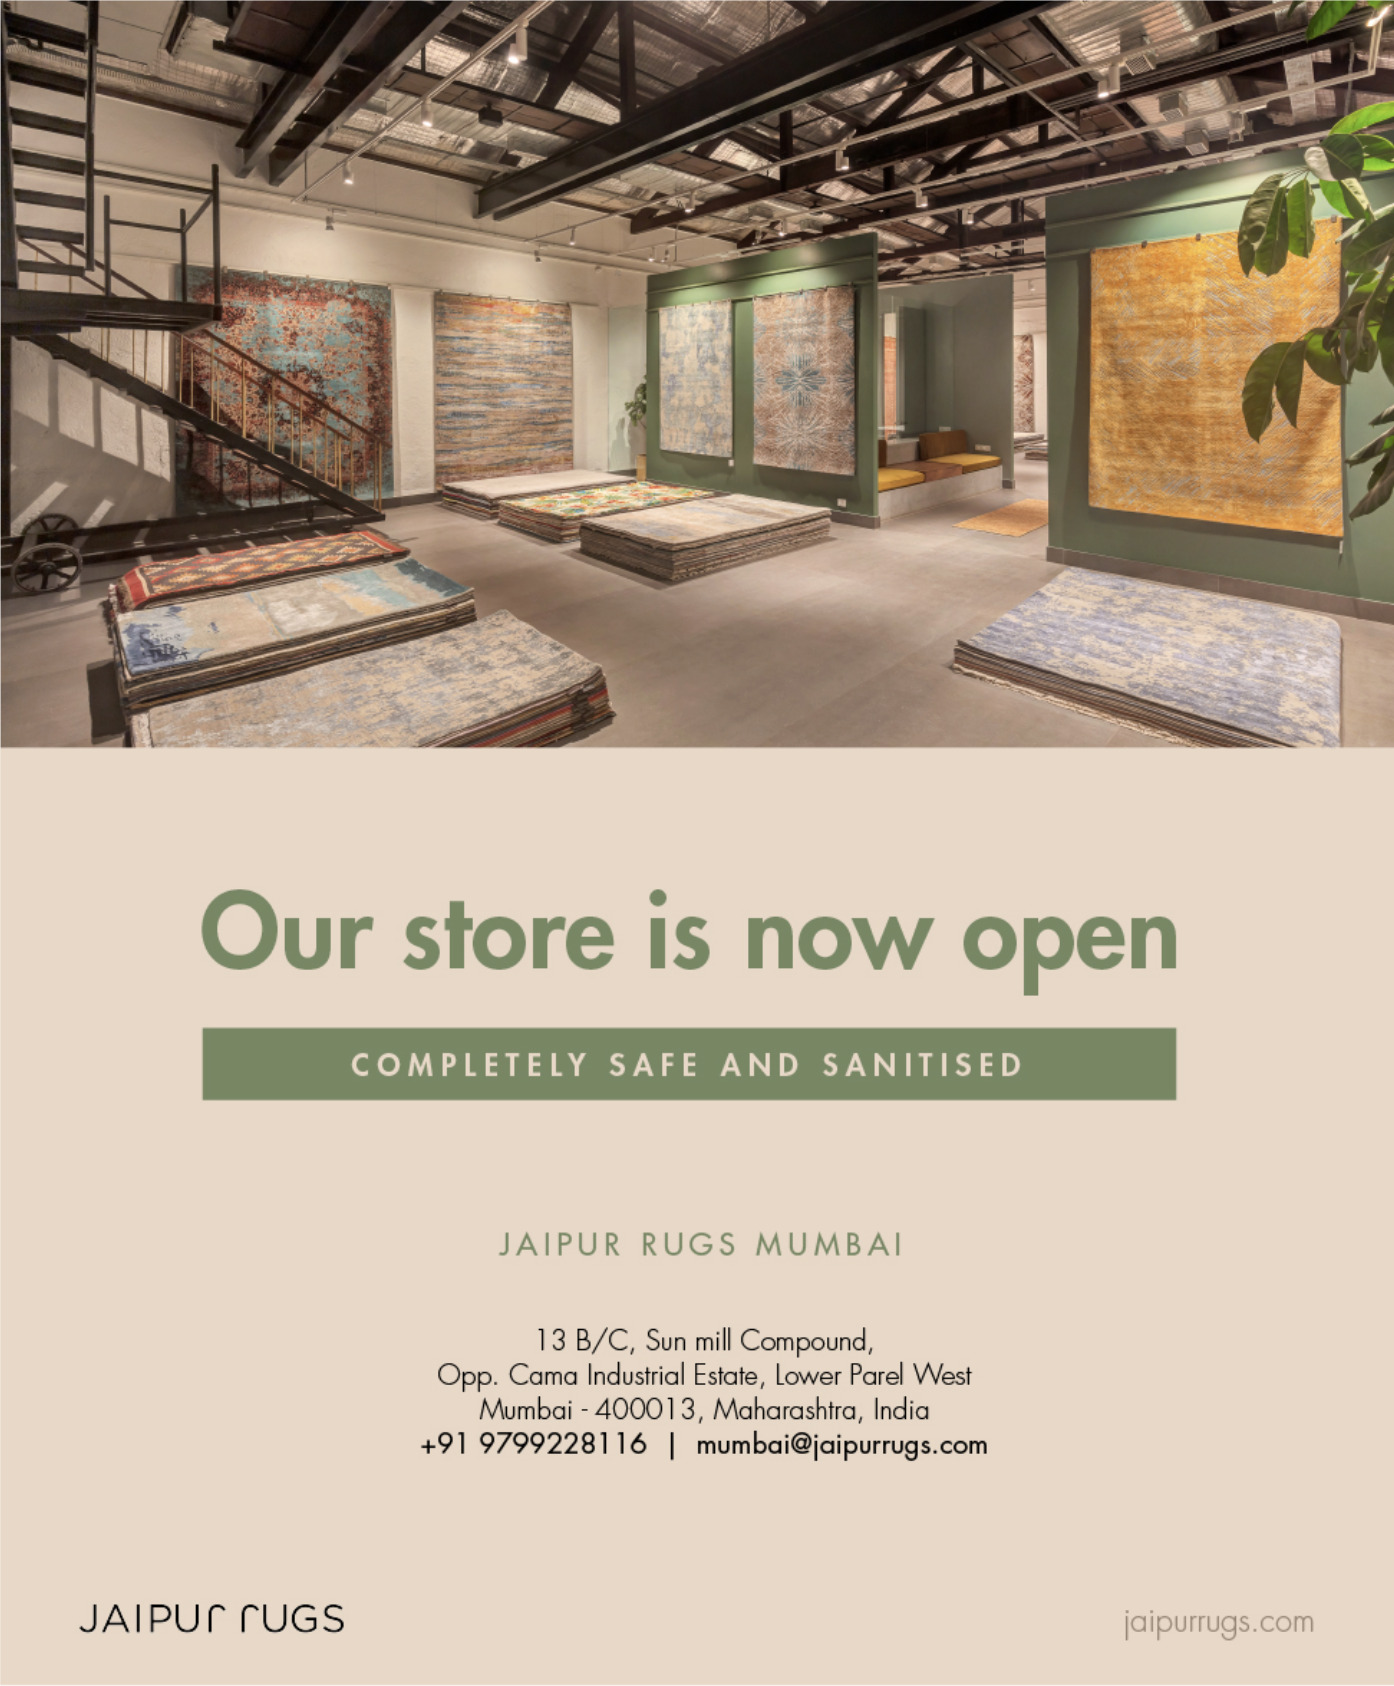 Our store is now open
COMPLETELY SAFE AND SANITISED
JAIPUR RUGS MUMBAI
13 B/C, Sun mill Compound,
Opp. Cama Industrial Estate, Lower Parel West
Mumbai - 400013, Maharashtra, India
+91 9799228116 | mumbai@jaipurrugs.com
JAIPUr rUGS
jaipurrugs.com